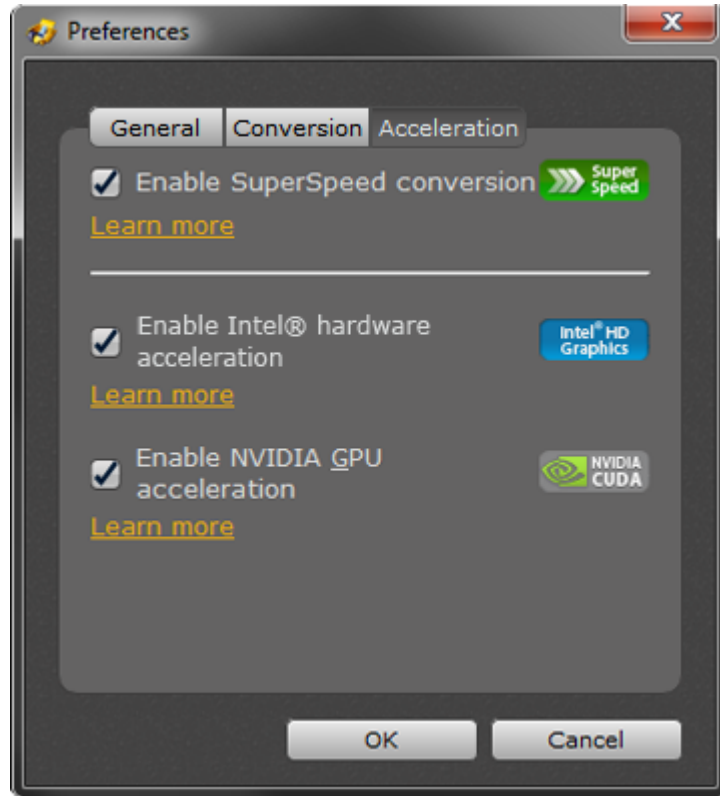 Preferences
General Conversion Acceleration
Enable SuperSpeed conversion
Super
Speed
Learn more
Enable Intel® hardware
acceleration
Intel® HD
Graphics
Learn more
Enable NVIDIA GPU
acceleration
NVIDIA
CUDA
Learn more
OK Cancel